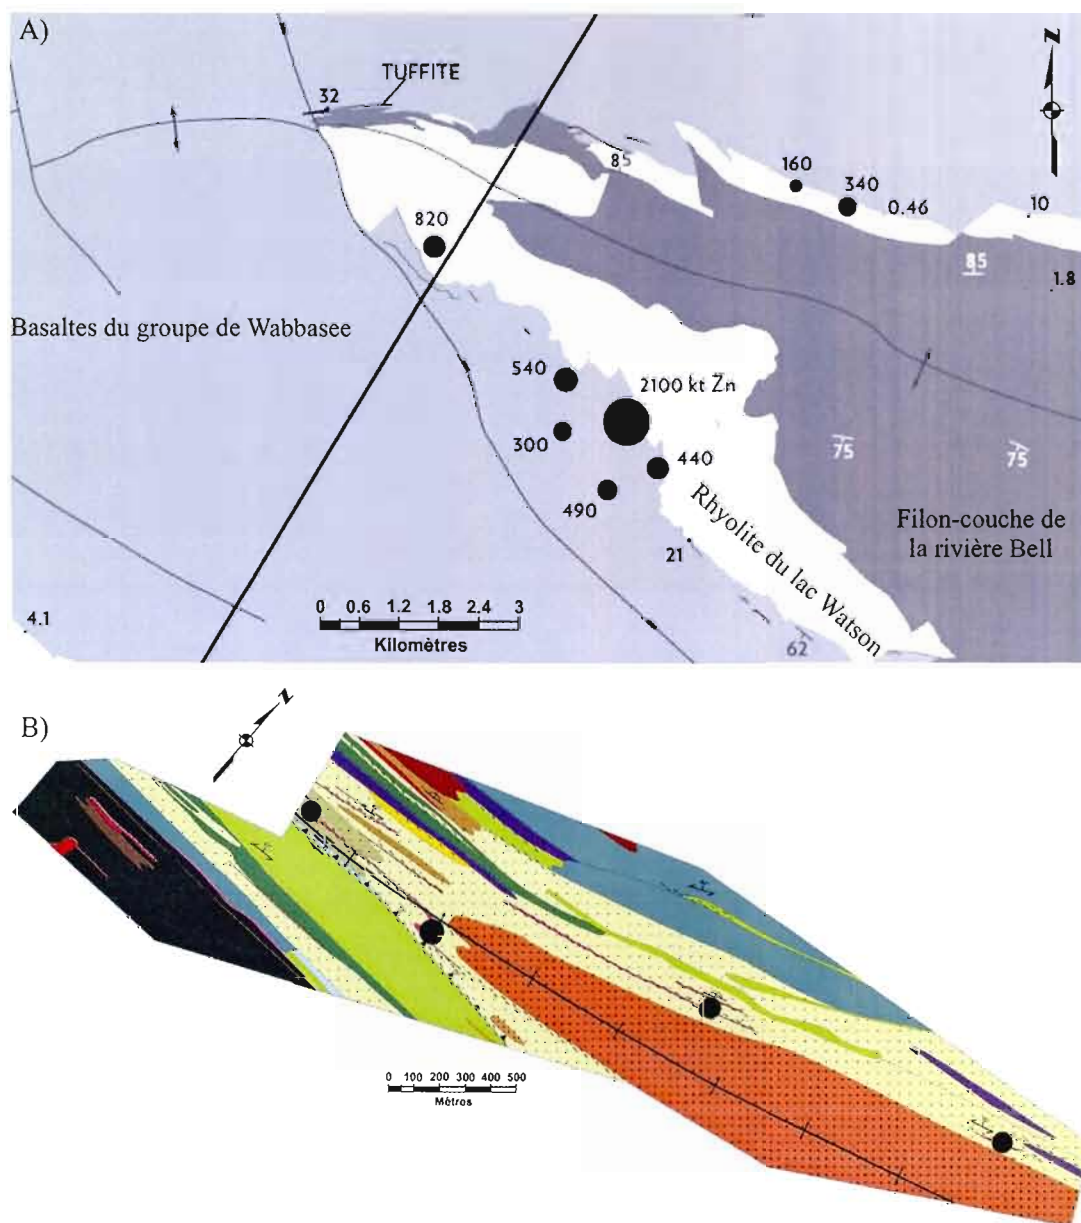 A)
N
TUFFITE
32
85
160
340
0.46
10
820
85
1.8
Basaltes du groupe de Wabbasee
540
2100 kt Zn
300
440
75
75
490
Rhyolite du lac Watson
Filon-couche de
la rivière Bell
21
0 0.6 1.2 1.8 2.4 3
Kilomètres
4.1
62
B)
N
0 100 200 300 400 500
Mètros